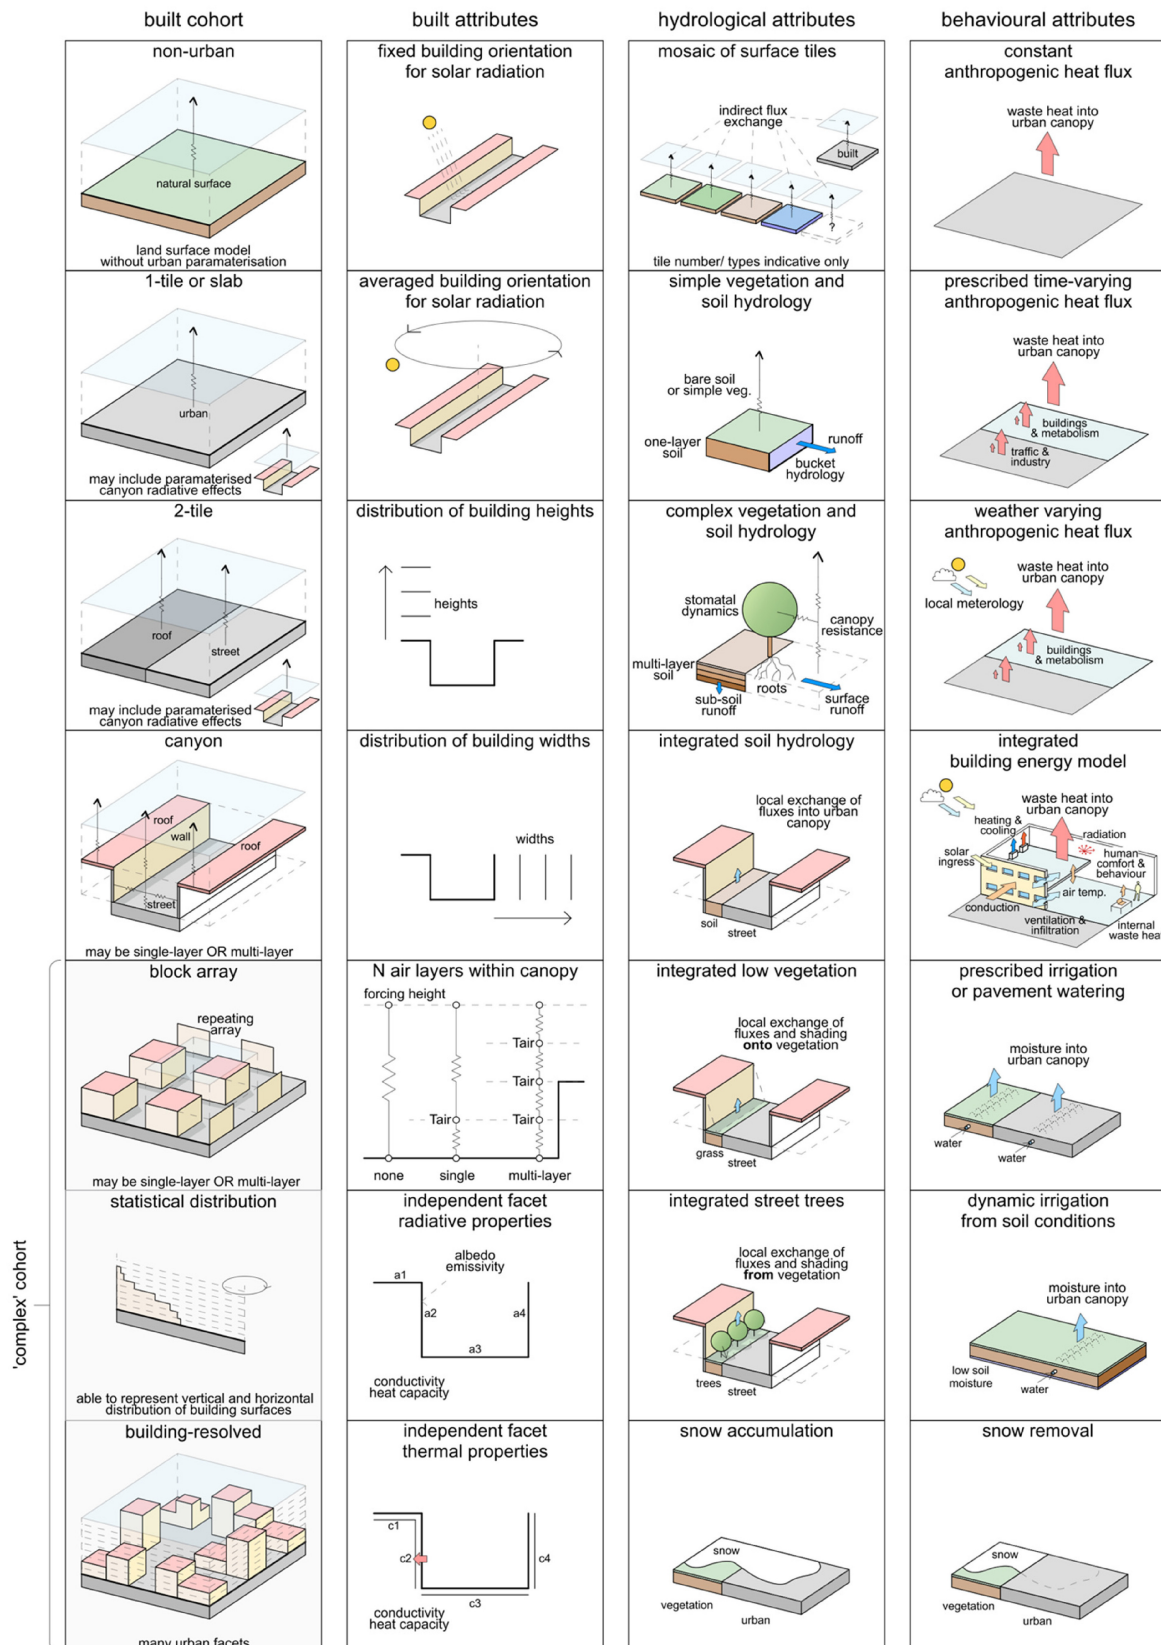 built cohort
built attributes
hydrological attributes
behavioural attributes
non-urban
natural surface
land surface model
without urban paramaterisation
fixed building orientation
for solar radiation
mosaic of surface tiles
indirect flux
exchange
built
?
tile number/ types indicative only
constant
anthropogenic heat flux
waste heat into
urban canopy
1-tile or slab
urban
may include paramaterised
canyon radiative effects
averaged building orientation
for solar radiation
simple vegetation and
soil hydrology
bare soil
or simple veg.
one-layer
soil
runoff
bucket
hydrology
prescribed time-varying
anthropogenic heat flux
waste heat into
urban canopy
buildings
& metabolism
traffic &
industry
2-tile
roof
street
may include paramaterised
canyon radiative effects
distribution of building heights
heights
complex vegetation and
soil hydrology
stomatal
dynamics
canopy
resistance
multi-layer
soil
roots
sub-soil
runoff
surface
runoff
weather varying
anthropogenic heat flux
waste heat into
urban canopy
local meterology
buildings
& metabolism
canyon
roof
wall
roof
street
may be single-layer OR multi-layer
distribution of building widths
widths
integrated soil hydrology
local exchange of
fluxes into urban
canopy
soil
street
integrated
building energy model
waste heat into
urban canopy
heating &
cooling
radiation
solar
ingress
human
comfort &
behaviour
air temp.
conduction
ventilation &
infiltration
internal
waste heat
'complex' cohort
block array
repeating
array
may be single-layer OR multi-layer
N air layers within canopy
forcing height
Tair
Tair
Tair
Tair
none
single
multi-layer
integrated low vegetation
local exchange of
fluxes and shading
onto vegetation
grass
street
prescribed irrigation
or pavement watering
moisture into
urban canopy
water
water
statistical distribution
able to represent vertical and horizontal
distribution of building surfaces
independent facet
radiative properties
albedo
emissivity
a1
a2
a4
a3
conductivity
heat capacity
integrated street trees
local exchange of
fluxes and shading
from vegetation
trees
street
dynamic irrigation
from soil conditions
moisture into
urban canopy
low soil
moisture
water
building-resolved
many urban facets
independent facet
thermal properties
c1
c2
c4
c3
conductivity
heat capacity
snow accumulation
snow
vegetation
urban
snow removal
snow
vegetation
urban